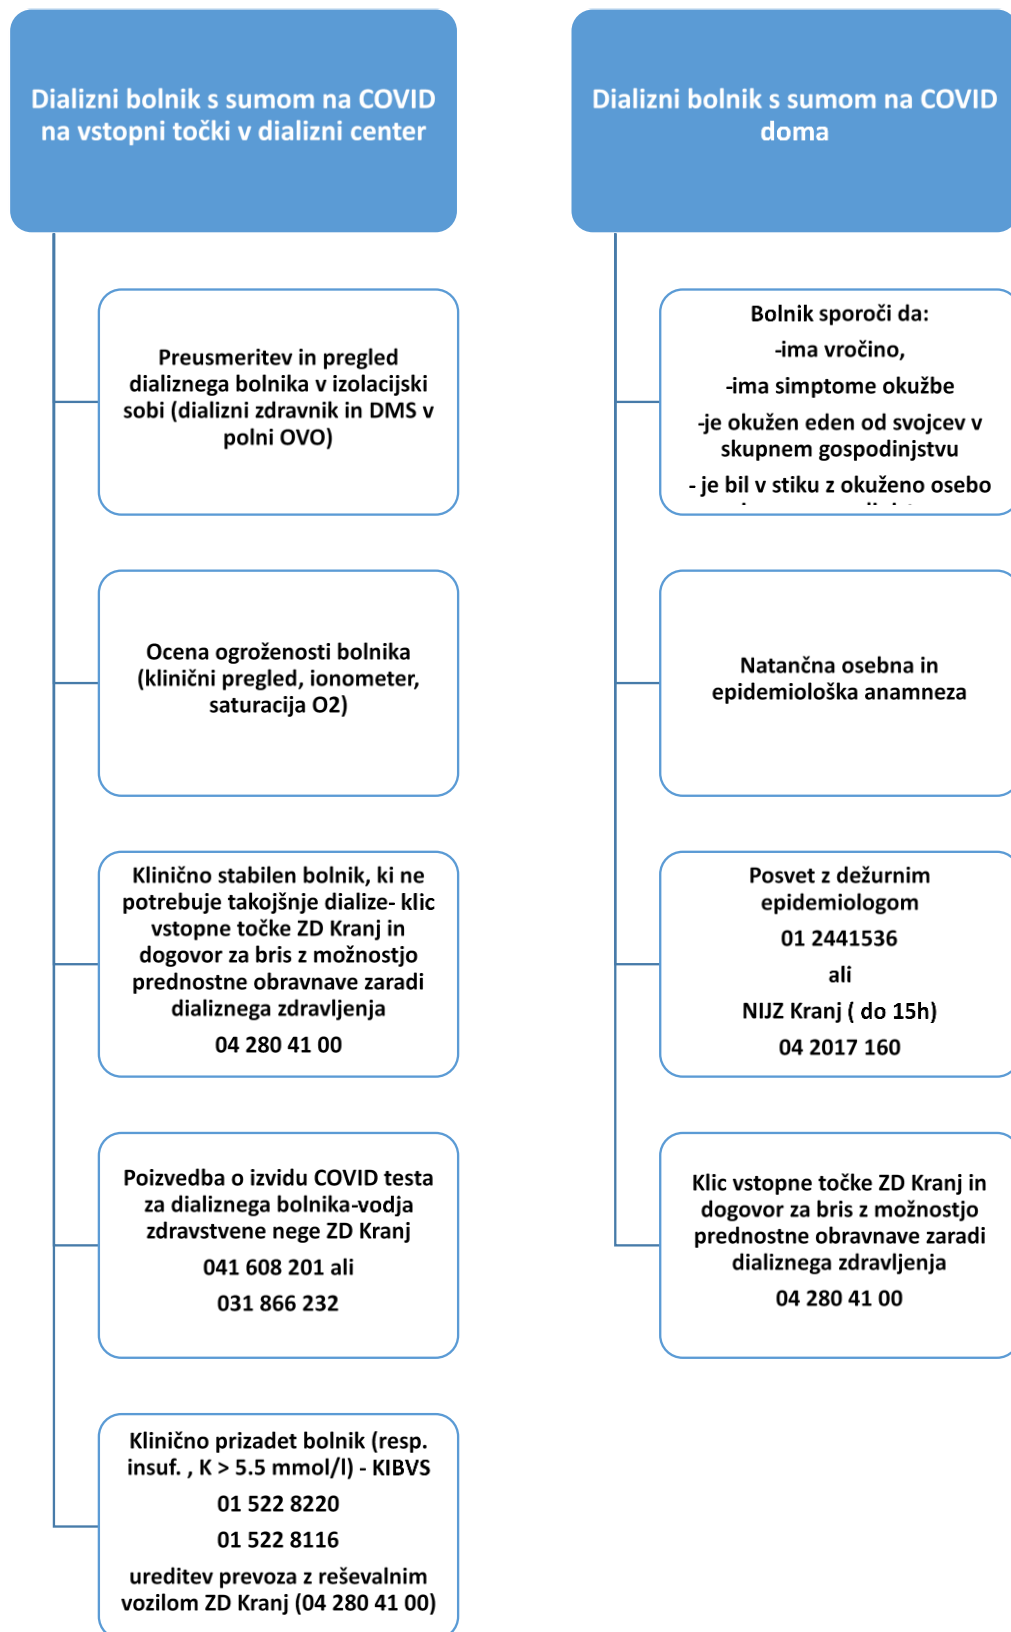 Dializni bolnik s sumom na COVID
na vstopni točki v dializni center
Preusmeritev in pregled
dializnega bolnika v izolacijski
sobi (dializni zdravnik in DMS v
polni OVO)
Ocena ogroženosti bolnika
(klinični pregled, ionometer,
saturacija O2)
Klinično stabilen bolnik, ki ne
potrebuje takojšnje dialize- klic
vstopne točke ZD Kranj in
dogovor za bris z možnostjo
prednostne obravnave zaradi
dializnega zdravljenja
04 280 41 00
Poizvedba o izvidu COVID testa
za dializnega bolnika-vodja
zdravstvene nege ZD Kranj
041 608 201 ali
031 866 232
Klinično prizadet bolnik (resp.
insuf. , K > 5.5 mmol/l) - KIBVS
01 522 8220
01 522 8116
ureditev prevoza z reševalnim
vozilom ZD Kranj (04 280 41 00)
Dializni bolnik s sumom na COVID
doma
Bolnik sporoči da:
-ima vročino,
-ima simptome okužbe
-je okužen eden od svojcev v
skupnem gospodinjstvu
- je bil v stiku z okuženo osebo
Natančna osebna in
epidemiološka anamneza
Posvet z dežurnim
epidemiologom
01 2441536
ali
NIJZ Kranj ( do 15h)
04 2017 160
Klic vstopne točke ZD Kranj in
dogovor za bris z možnostjo
prednostne obravnave zaradi
dializnega zdravljenja
04 280 41 00